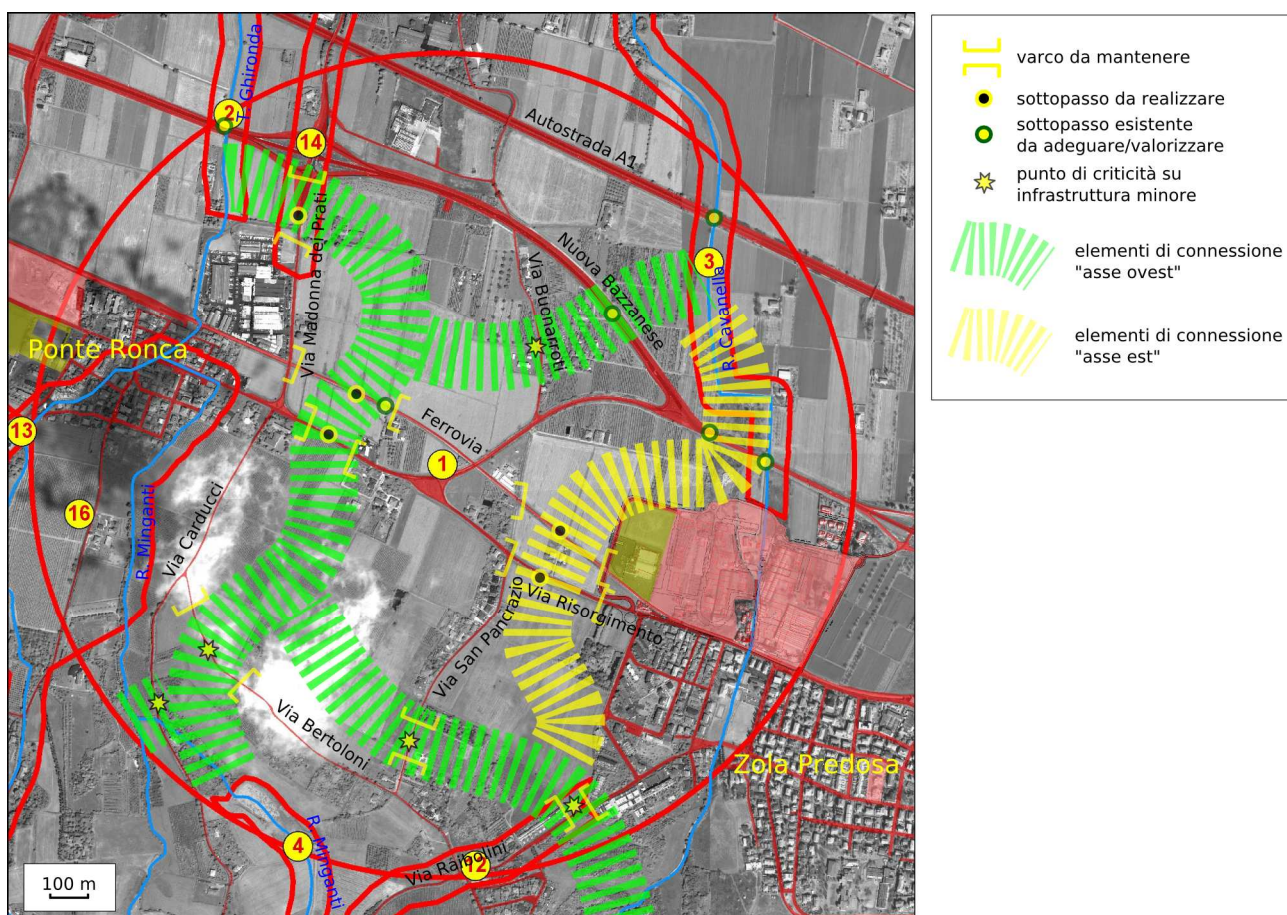 T. Ghironda
2
14
Autostrada A1
Via Madonna dei Prati
Nuova Bazzanese
3
R. Cavanella
Via Buonarroti
Ponte Ronca
13
Ferrovia
1
16
R. Minganti
Via Carducci
Via San Pancrazio
Via Risorgimento
Via Bertoloni
Zola Predosa
4
R. Minganti
Via Raibolini
12
100 m
varco da mantenere
sottopasso da realizzare
sottopasso esistente
da adeguare/valorizzare
punto di criticità su
infrastruttura minore
elementi di connessione
"asse ovest"
elementi di connessione
"asse est"